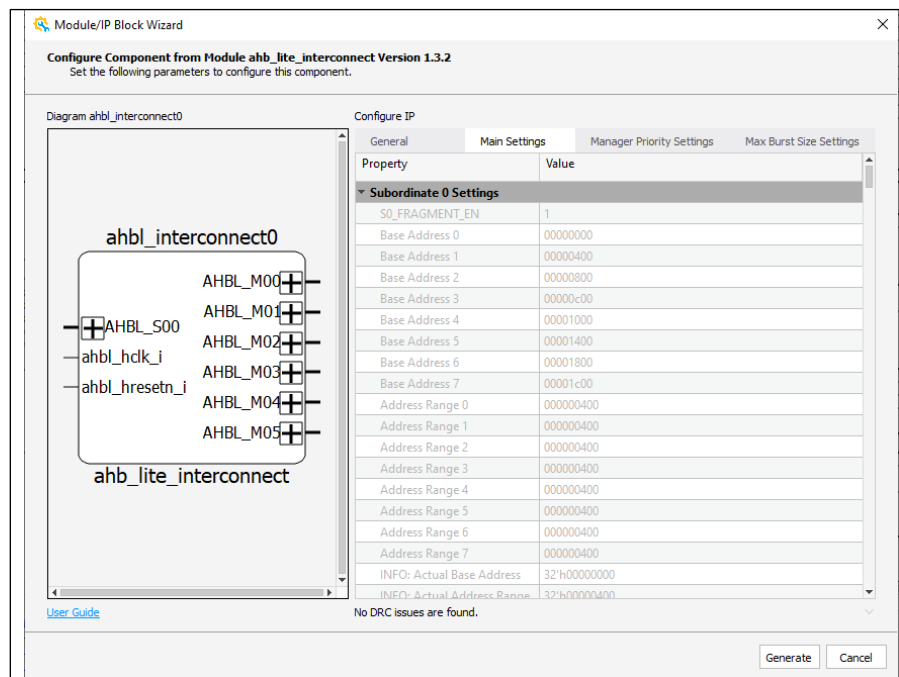 Module/IP Block Wizard
Configure Component from Module ahb_lite_interconnect Version 1.3.2
Set the following parameters to configure this component.
Diagram ahbl_interconnect0
ahbl_interconnect0
AHBL_M00
AHBL_M01
AHBL_S00
AHBL_M02
ahbl_hclk_i
AHBL_M03
ahbl_hresetn_i
AHBL_M04
AHBL_M05
ahb_lite_interconnect
User Guide
Configure IP
General Main Settings Manager Priority Settings Max Burst Size Settings
Property Value
Subordinate 0 Settings
S0_FRAGMENT_EN 1
Base Address 0 00000000
Base Address 1 00000400
Base Address 2 00000800
Base Address 3 00000c00
Base Address 4 00001000
Base Address 5 00001400
Base Address 6 00001800
Base Address 7 00001c00
Address Range 0 000000400
Address Range 1 000000400
Address Range 2 000000400
Address Range 3 000000400
Address Range 4 000000400
Address Range 5 000000400
Address Range 6 000000400
Address Range 7 000000400
INFO: Actual Base Address 32'h00000000
INFO: Actual Address Range 32'h00000400
No DRC issues are found.
Generate Cancel